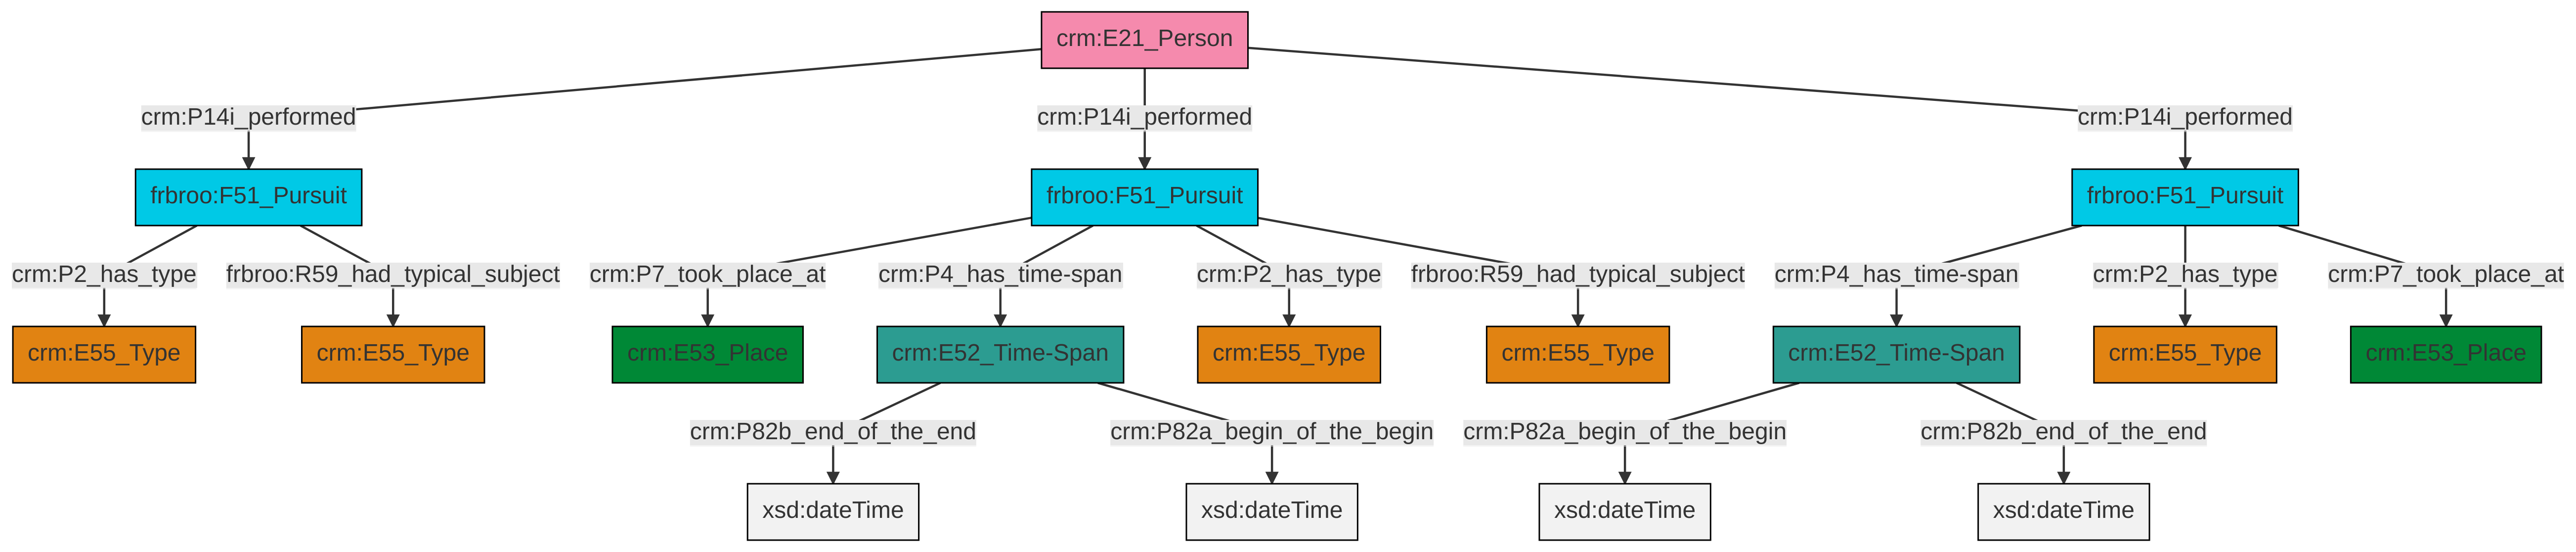 crm:E21_Person
crm:P14i_performed
crm:P14i_performed
crm:P14i_performed
frbroo:F51_Pursuit
frbroo:F51_Pursuit
frbroo:F51_Pursuit
crm:P2_has_type
frbroo:R59_had_typical_subject
crm:P7_took_place_at
crm:P4_has_time-span
crm:P2_has_type
frbroo:R59_had_typical_subject
crm:P4_has_time-span
crm:P2_has_type
crm:P7_took_place_at
crm:E55_Type
crm:E55_Type
crm:E53_Place
crm:E52_Time-Span
crm:E55_Type
crm:E55_Type
crm:E52_Time-Span
crm:E55_Type
crm:E53_Place
crm:P82b_end_of_the_end
crm:P82a_begin_of_the_begin
crm:P82a_begin_of_the_begin
crm:P82b_end_of_the_end
xsd:dateTime
xsd:dateTime
xsd:dateTime
xsd:dateTime